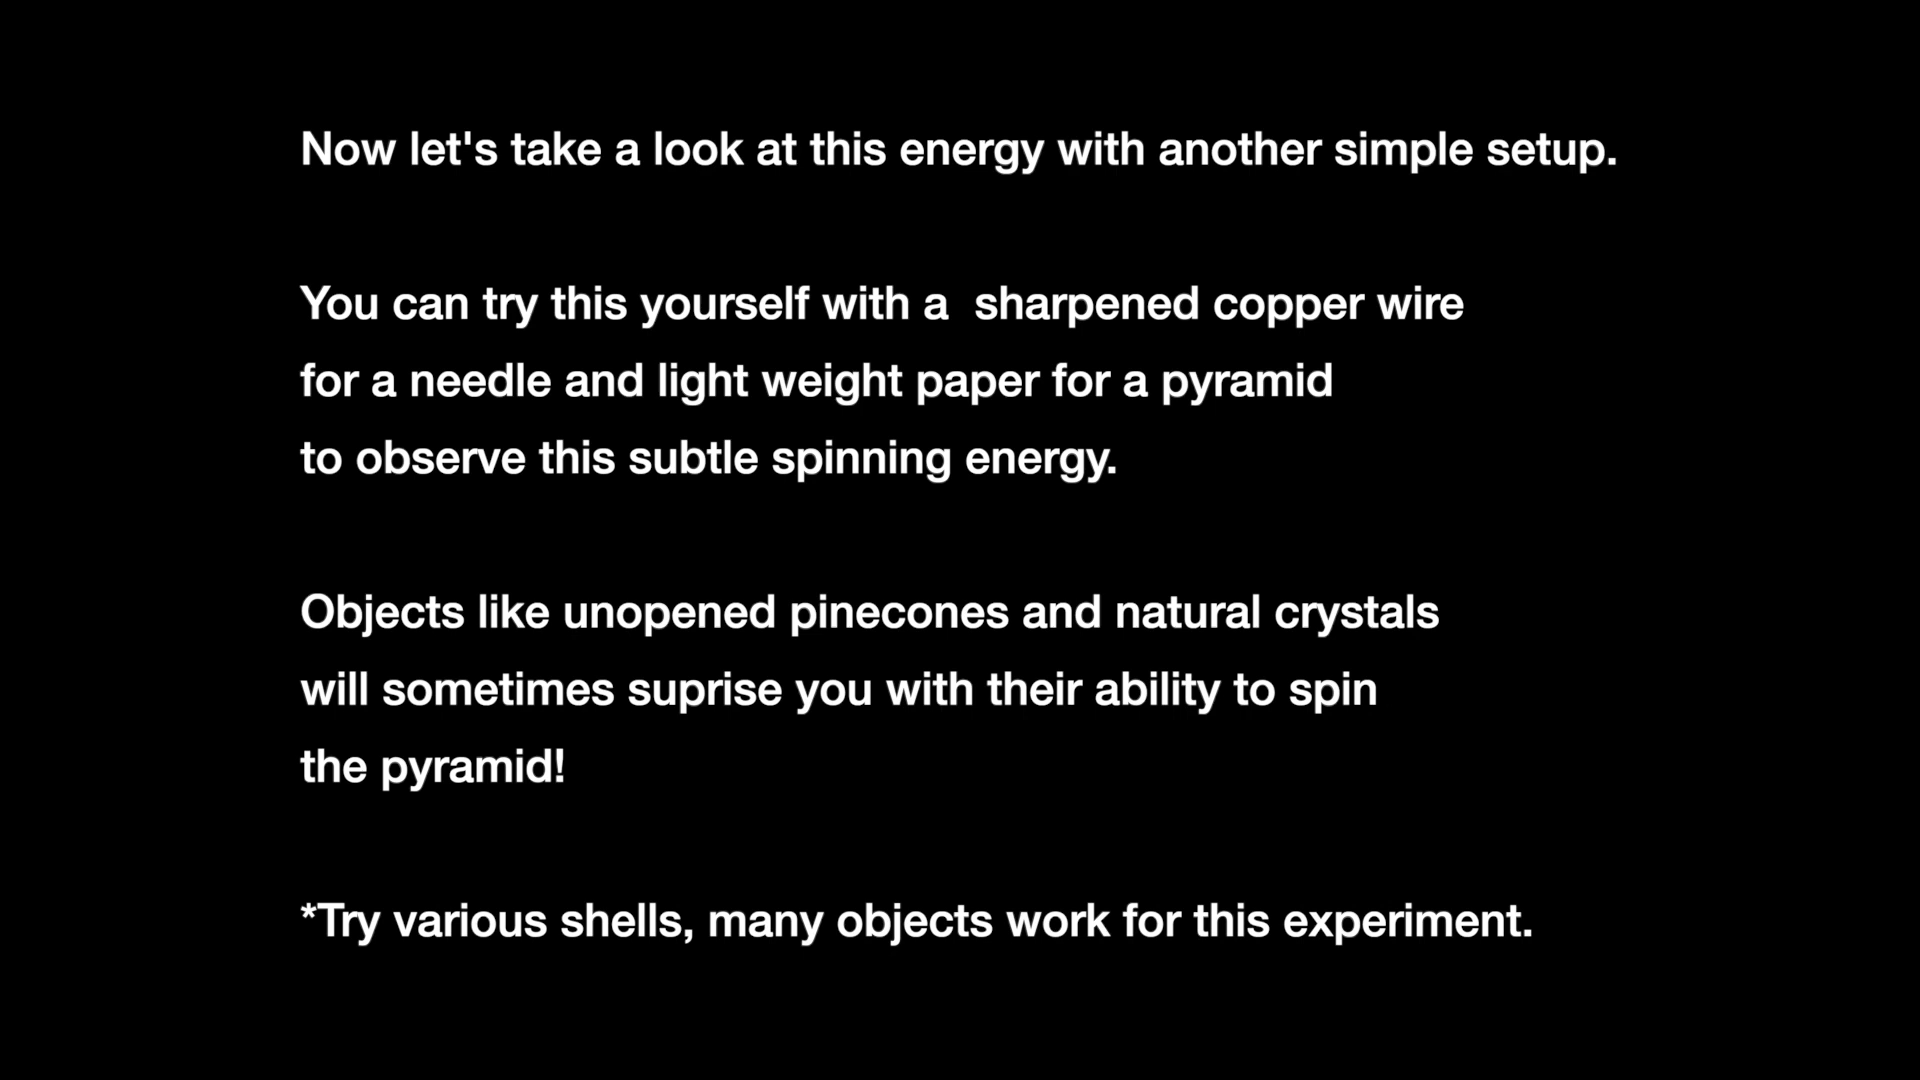 Now let's take a look at this energy with another simple setup.
You can try this yourself with a  sharpened copper wire
for a needle and light weight paper for a pyramid
to observe this subtle spinning energy.
Objects like unopened pinecones and natural crystals
will sometimes suprise you with their ability to spin
the pyramid!
*Try various shells, many objects work for this experiment.